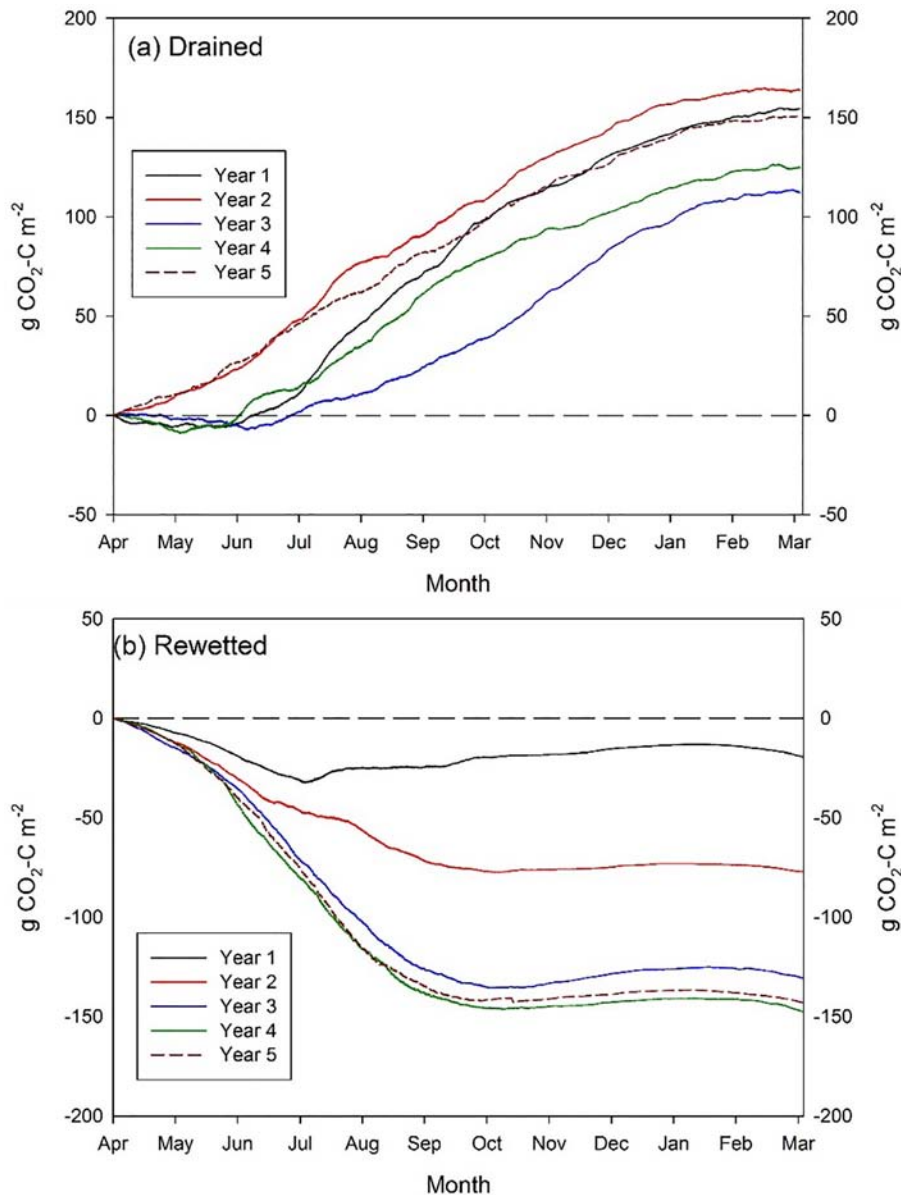 (a) Drained
200
150
100
50
0
-50
g CO₂-C m⁻²
Year 1
Year 2
Year 3
Year 4
Year 5
200
150
100
50
0
-50
g CO₂-C m⁻²
Apr May Jun Jul Aug Sep Oct Nov Dec Jan Feb Mar
Month
(b) Rewetted
50
0
-50
-100
-150
-200
g CO₂-C m⁻²
Year 1
Year 2
Year 3
Year 4
Year 5
50
0
-50
-100
-150
-200
g CO₂-C m⁻²
Apr May Jun Jul Aug Sep Oct Nov Dec Jan Feb Mar
Month